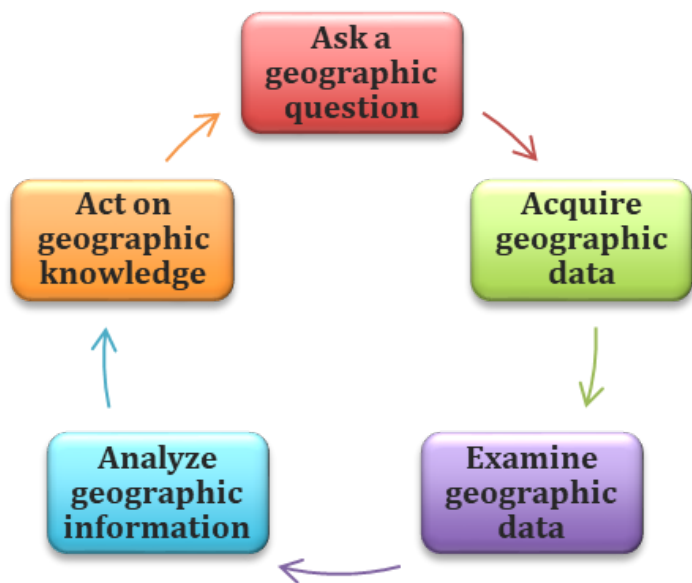 Ask a
geographic
question
Acquire
geographic
data
Examine
geographic
data
Analyze
geographic
information
Act on
geographic
knowledge